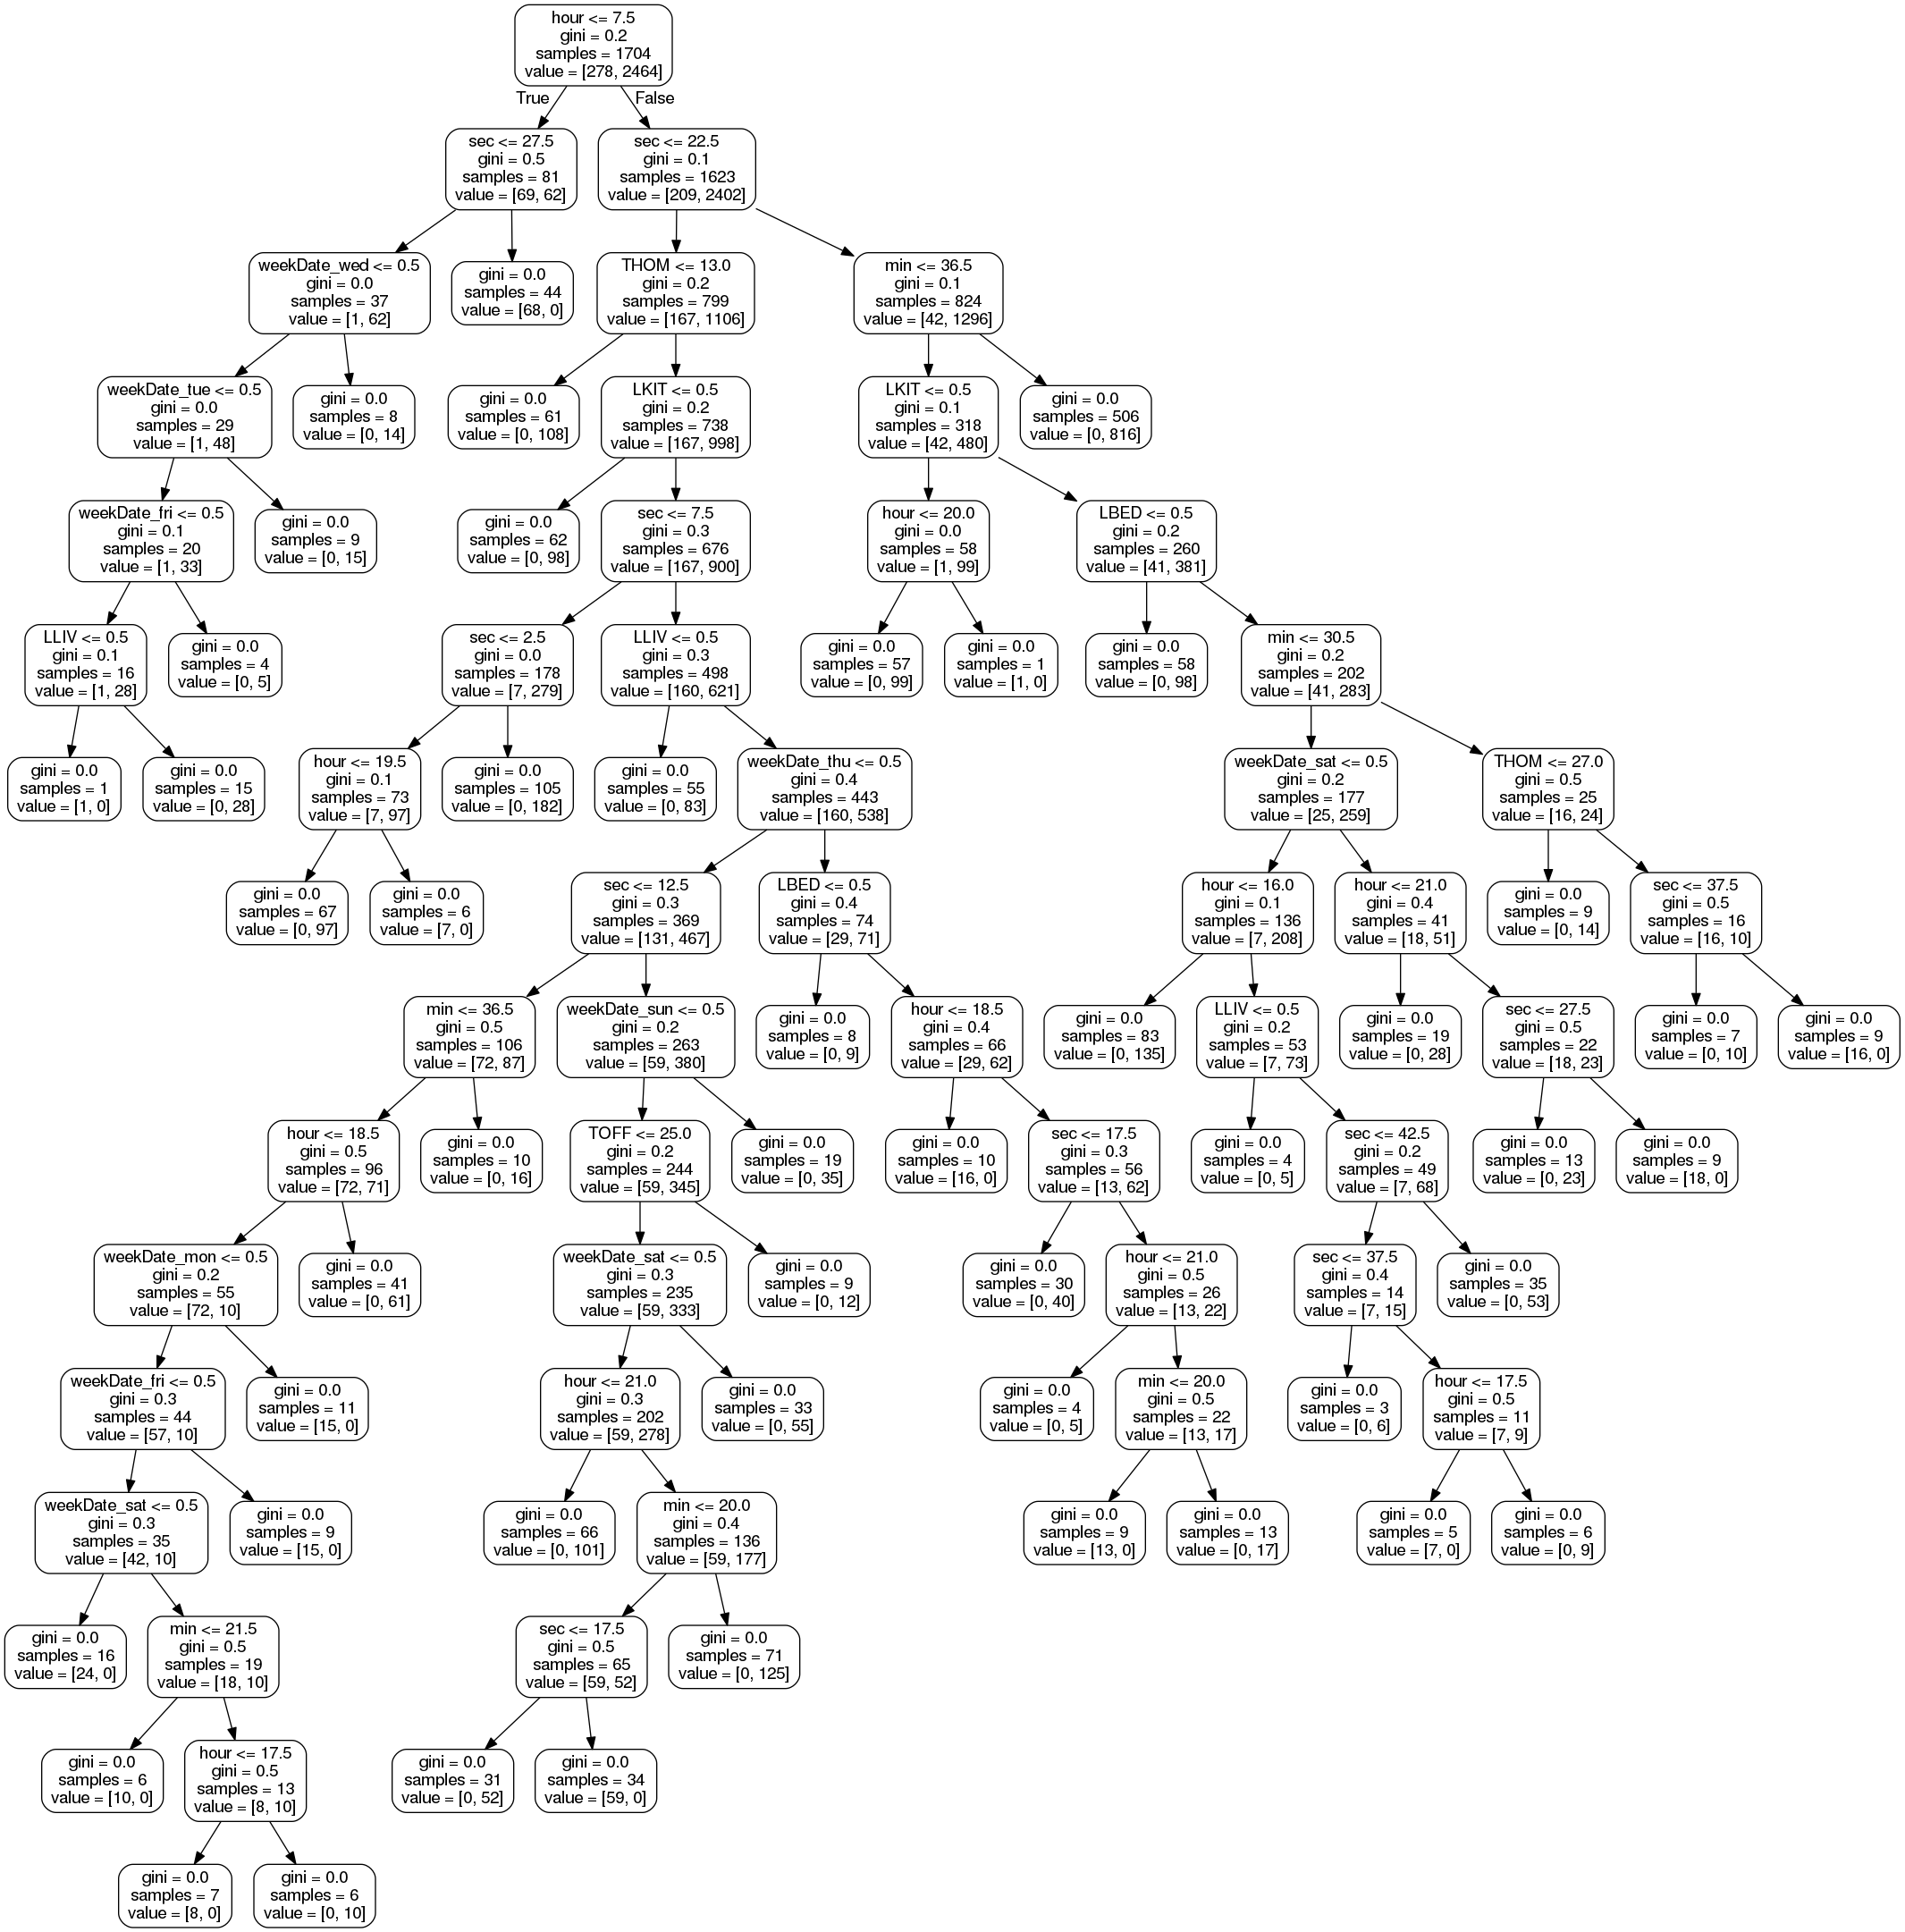 hour <= 7.5
gini = 0.2
samples = 1704
value = [278, 2464]
True
False
sec <= 27.5
gini = 0.5
samples = 81
value = [69, 62]
sec <= 22.5
gini = 0.1
samples = 1623
value = [209, 2402]
weekDate_wed <= 0.5
gini = 0.0
samples = 37
value = [1, 62]
gini = 0.0
samples = 44
value = [68, 0]
THOM <= 13.0
gini = 0.2
samples = 799
value = [167, 1106]
min <= 36.5
gini = 0.1
samples = 824
value = [42, 1296]
weekDate_tue <= 0.5
gini = 0.0
samples = 29
value = [1, 48]
gini = 0.0
samples = 8
value = [0, 14]
gini = 0.0
samples = 61
value = [0, 108]
LKIT <= 0.5
gini = 0.2
samples = 738
value = [167, 998]
LKIT <= 0.5
gini = 0.1
samples = 318
value = [42, 480]
gini = 0.0
samples = 506
value = [0, 816]
weekDate_fri <= 0.5
gini = 0.1
samples = 20
value = [1, 33]
gini = 0.0
samples = 9
value = [0, 15]
gini = 0.0
samples = 62
value = [0, 98]
sec <= 7.5
gini = 0.3
samples = 676
value = [167, 900]
hour <= 20.0
gini = 0.0
samples = 58
value = [1, 99]
LBED <= 0.5
gini = 0.2
samples = 260
value = [41, 381]
LLIV <= 0.5
gini = 0.1
samples = 16
value = [1, 28]
gini = 0.0
samples = 4
value = [0, 5]
sec <= 2.5
gini = 0.0
samples = 178
value = [7, 279]
LLIV <= 0.5
gini = 0.3
samples = 498
value = [160, 621]
gini = 0.0
samples = 57
value = [0, 99]
gini = 0.0
samples = 1
value = [1, 0]
gini = 0.0
samples = 58
value = [0, 98]
min <= 30.5
gini = 0.2
samples = 202
value = [41, 283]
gini = 0.0
samples = 1
value = [1, 0]
gini = 0.0
samples = 15
value = [0, 28]
hour <= 19.5
gini = 0.1
samples = 73
value = [7, 97]
gini = 0.0
samples = 105
value = [0, 182]
gini = 0.0
samples = 55
value = [0, 83]
weekDate_thu <= 0.5
gini = 0.4
samples = 443
value = [160, 538]
weekDate_sat <= 0.5
gini = 0.2
samples = 177
value = [25, 259]
THOM <= 27.0
gini = 0.5
samples = 25
value = [16, 24]
gini = 0.0
samples = 67
value = [0, 97]
gini = 0.0
samples = 6
value = [7, 0]
sec <= 12.5
gini = 0.3
samples = 369
value = [131, 467]
LBED <= 0.5
gini = 0.4
samples = 74
value = [29, 71]
hour <= 16.0
gini = 0.1
samples = 136
value = [7, 208]
hour <= 21.0
gini = 0.4
samples = 41
value = [18, 51]
gini = 0.0
samples = 9
value = [0, 14]
sec <= 37.5
gini = 0.5
samples = 16
value = [16, 10]
min <= 36.5
gini = 0.5
samples = 106
value = [72, 87]
weekDate_sun <= 0.5
gini = 0.2
samples = 263
value = [59, 380]
gini = 0.0
samples = 8
value = [0, 9]
hour <= 18.5
gini = 0.4
samples = 66
value = [29, 62]
gini = 0.0
samples = 83
value = [0, 135]
LLIV <= 0.5
gini = 0.2
samples = 53
value = [7, 73]
gini = 0.0
samples = 19
value = [0, 28]
sec <= 27.5
gini = 0.5
samples = 22
value = [18, 23]
gini = 0.0
samples = 7
value = [0, 10]
gini = 0.0
samples = 9
value = [16, 0]
hour <= 18.5
gini = 0.5
samples = 96
value = [72, 71]
gini = 0.0
samples = 10
value = [0, 16]
TOFF <= 25.0
gini = 0.2
samples = 244
value = [59, 345]
gini = 0.0
samples = 19
value = [0, 35]
gini = 0.0
samples = 10
value = [16, 0]
sec <= 17.5
gini = 0.3
samples = 56
value = [13, 62]
gini = 0.0
samples = 4
value = [0, 5]
sec <= 42.5
gini = 0.2
samples = 49
value = [7, 68]
gini = 0.0
samples = 13
value = [0, 23]
gini = 0.0
samples = 9
value = [18, 0]
weekDate_mon <= 0.5
gini = 0.2
samples = 55
value = [72, 10]
gini = 0.0
samples = 41
value = [0, 61]
weekDate_sat <= 0.5
gini = 0.3
samples = 235
value = [59, 333]
gini = 0.0
samples = 9
value = [0, 12]
gini = 0.0
samples = 30
value = [0, 40]
hour <= 21.0
gini = 0.5
samples = 26
value = [13, 22]
sec <= 37.5
gini = 0.4
samples = 14
value = [7, 15]
gini = 0.0
samples = 35
value = [0, 53]
weekDate_fri <= 0.5
gini = 0.3
samples = 44
value = [57, 10]
gini = 0.0
samples = 11
value = [15, 0]
hour <= 21.0
gini = 0.3
samples = 202
value = [59, 278]
gini = 0.0
samples = 33
value = [0, 55]
gini = 0.0
samples = 4
value = [0, 5]
min <= 20.0
gini = 0.5
samples = 22
value = [13, 17]
gini = 0.0
samples = 3
value = [0, 6]
hour <= 17.5
gini = 0.5
samples = 11
value = [7, 9]
weekDate_sat <= 0.5
gini = 0.3
samples = 35
value = [42, 10]
gini = 0.0
samples = 9
value = [15, 0]
gini = 0.0
samples = 66
value = [0, 101]
min <= 20.0
gini = 0.4
samples = 136
value = [59, 177]
gini = 0.0
samples = 9
value = [13, 0]
gini = 0.0
samples = 13
value = [0, 17]
gini = 0.0
samples = 5
value = [7, 0]
gini = 0.0
samples = 6
value = [0, 9]
gini = 0.0
samples = 16
value = [24, 0]
min <= 21.5
gini = 0.5
samples = 19
value = [18, 10]
sec <= 17.5
gini = 0.5
samples = 65
value = [59, 52]
gini = 0.0
samples = 71
value = [0, 125]
gini = 0.0
samples = 6
value = [10, 0]
hour <= 17.5
gini = 0.5
samples = 13
value = [8, 10]
gini = 0.0
samples = 31
value = [0, 52]
gini = 0.0
samples = 34
value = [59, 0]
gini = 0.0
samples = 7
value = [8, 0]
gini = 0.0
samples = 6
value = [0, 10]